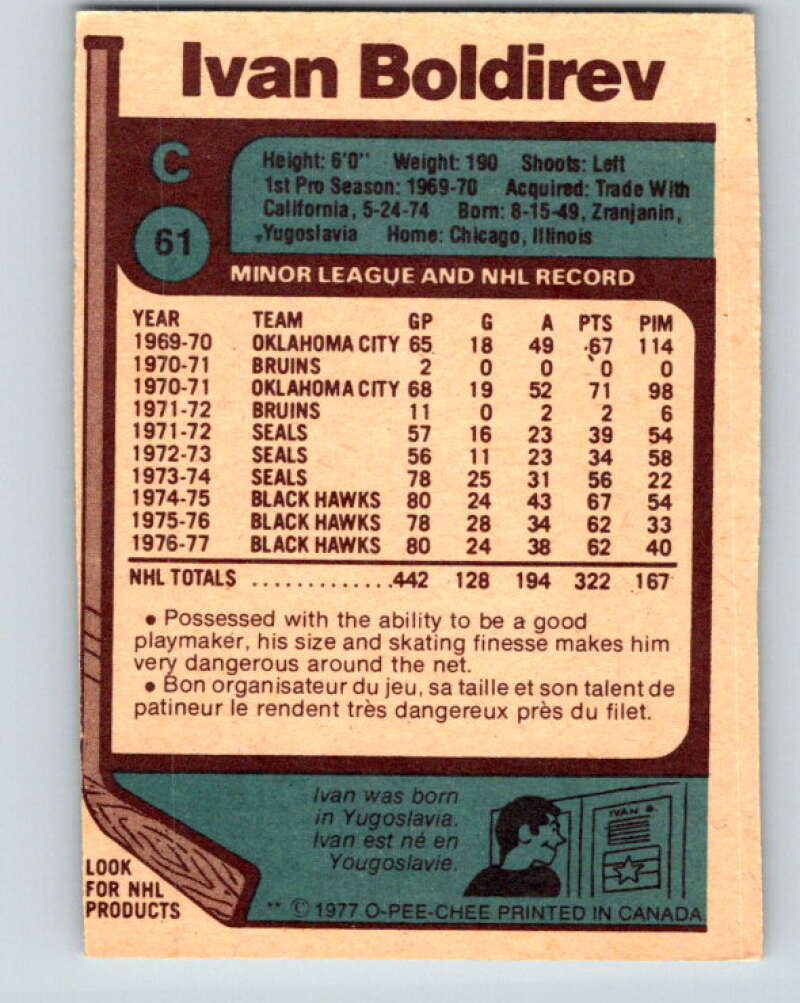 Ivan Boldirev
C
61
Height: 6'0" Weight: 190 Shoots: Left
1st Pro Season: 1969-70 Acquired: Trade With
California, 5-24-74 Born: 8-15-49, Zranjanin,
Yugoslavia Home: Chicago, Illinois
MINOR LEAGUE AND NHL RECORD
YEAR TEAM GP G A PTS PIM
1969-70 OKLAHOMA CITY 65 18 49 67 114
1970-71 BRUINS 2 0 0 0 0
1970-71 OKLAHOMA CITY 68 19 52 71 98
1971-72 BRUINS 11 0 2 2 6
1971-72 SEALS 57 16 23 39 54
1972-73 SEALS 56 11 23 34 58
1973-74 SEALS 78 25 31 56 22
1974-75 BLACK HAWKS 80 24 43 67 54
1975-76 BLACK HAWKS 78 28 34 62 33
1976-77 BLACK HAWKS 80 24 38 62 40
NHL TOTALS .............442 128 194 322 167
• Possessed with the ability to be a good
playmaker, his size and skating finesse makes him
very dangerous around the net.
• Bon organisateur du jeu, sa taille et son talent de
patineur le rendent très dangereux près du filet.
Ivan was born
in Yugoslavia.
Ivan est né en
Yougoslavie.
IVAN B.
LOOK
FOR NHL
PRODUCTS
** © 1977 O-PEE-CHEE PRINTED IN CANADA